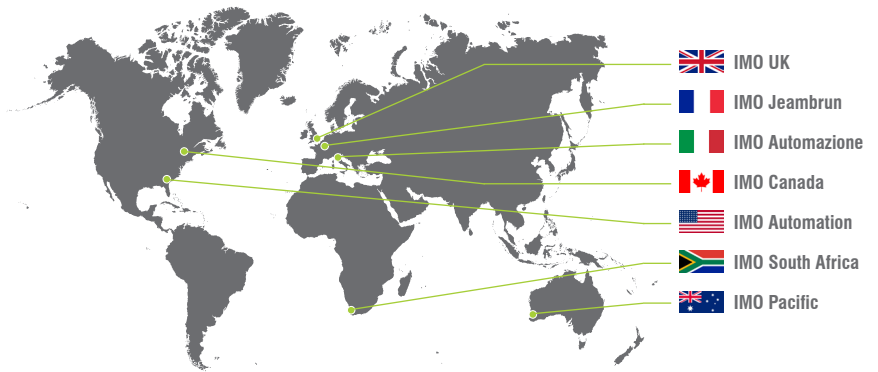 IMO UK
IMO Jeambrun
IMO Automazione
IMO Canada
IMO Automation
IMO South Africa
IMO Pacific